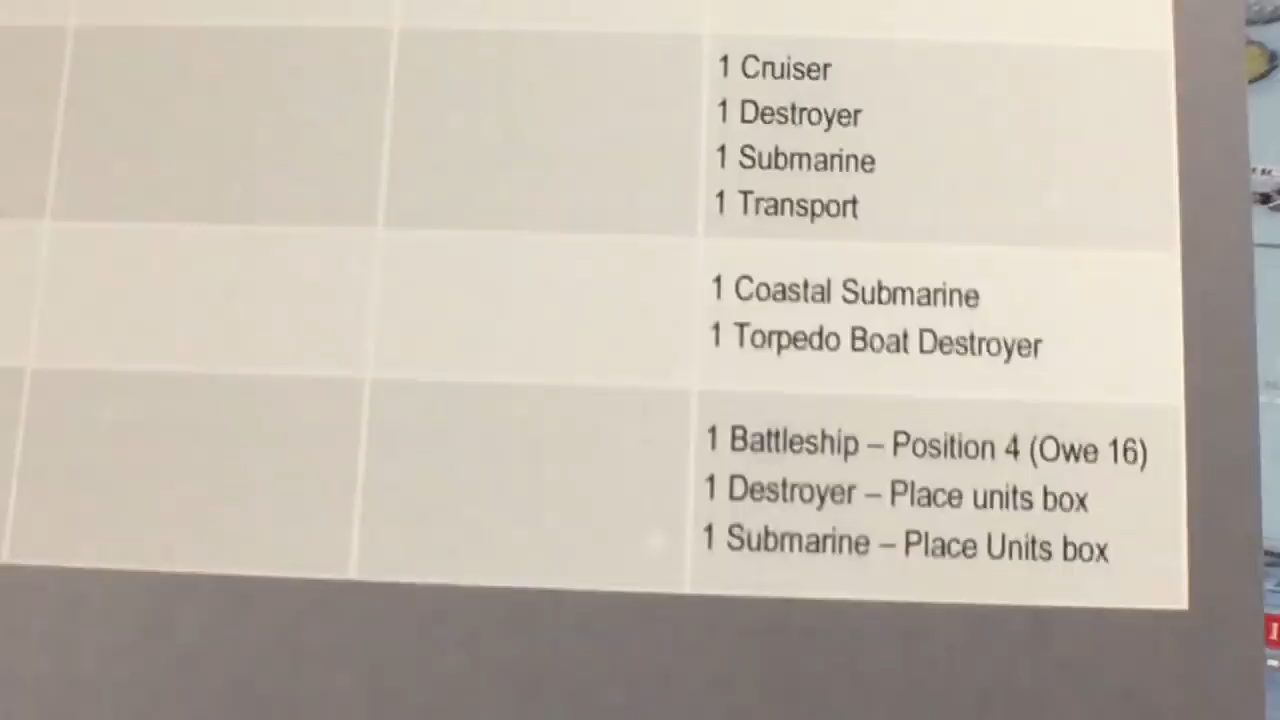 1 Cruiser
1 Destroyer
1 Submarine
1 Transport
1 Coastal Submarine
1 Torpedo Boat Destroyer
1 Battleship – Position 4 (Owe 16)
1 Destroyer – Place units box
1 Submarine – Place Units box